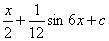 x/2 + 1/12 sin 6x + c